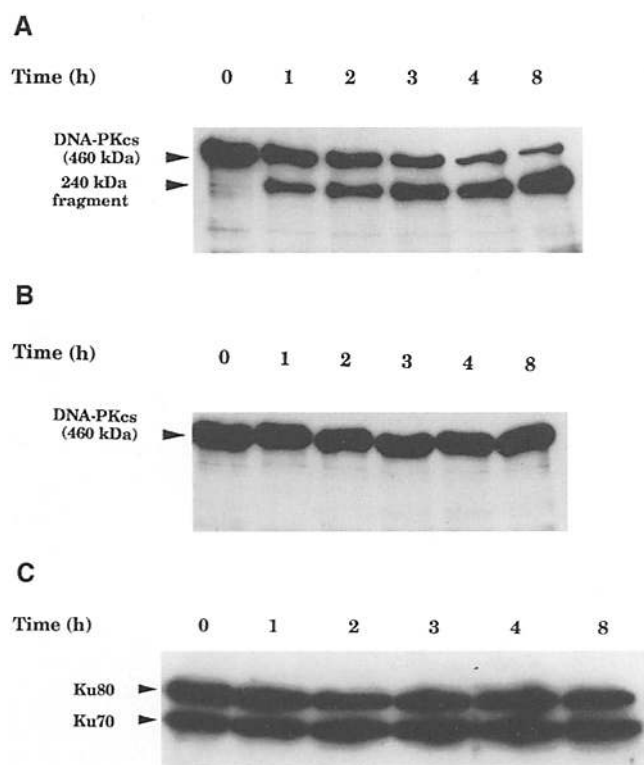 A
Time (h) 0 1 2 3 4 8
DNA-PKcs
(460 kDa)
240 kDa
fragment
B
Time (h) 0 1 2 3 4 8
DNA-PKcs
(460 kDa)
C
Time (h) 0 1 2 3 4 8
Ku80
Ku70